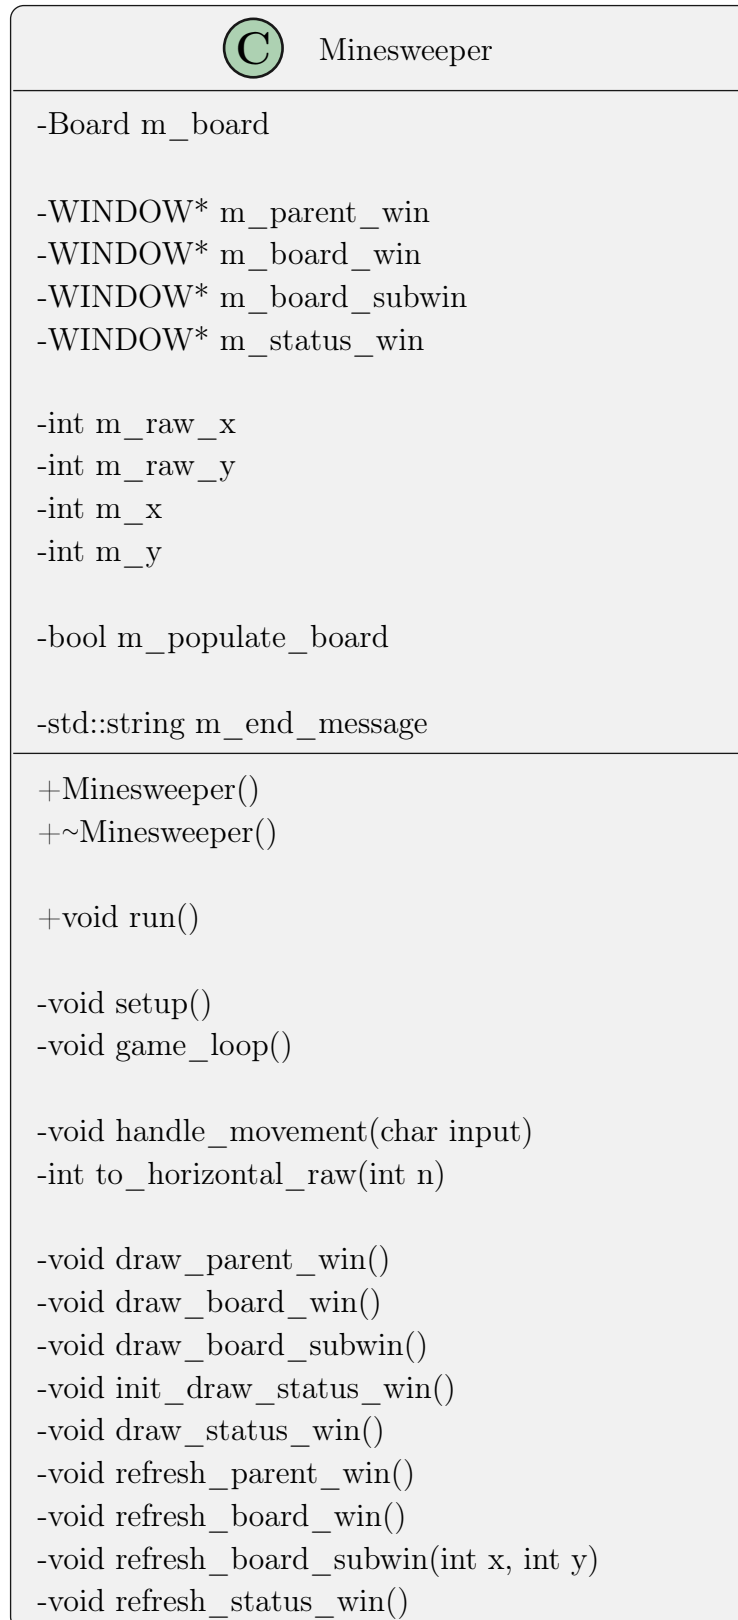 C Minesweeper
-Board m_board
-WINDOW* m_parent_win
-WINDOW* m_board_win
-WINDOW* m_board_subwin
-WINDOW* m_status_win
-int m_raw_x
-int m_raw_y
-int m_x
-int m_y
-bool m_populate_board
-std::string m_end_message
+Minesweeper()
+~Minesweeper()
+void run()
-void setup()
-void game_loop()
-void handle_movement(char input)
-int to_horizontal_raw(int n)
-void draw_parent_win()
-void draw_board_win()
-void draw_board_subwin()
-void init_draw_status_win()
-void draw_status_win()
-void refresh_parent_win()
-void refresh_board_win()
-void refresh_board_subwin(int x, int y)
-void refresh_status_win()